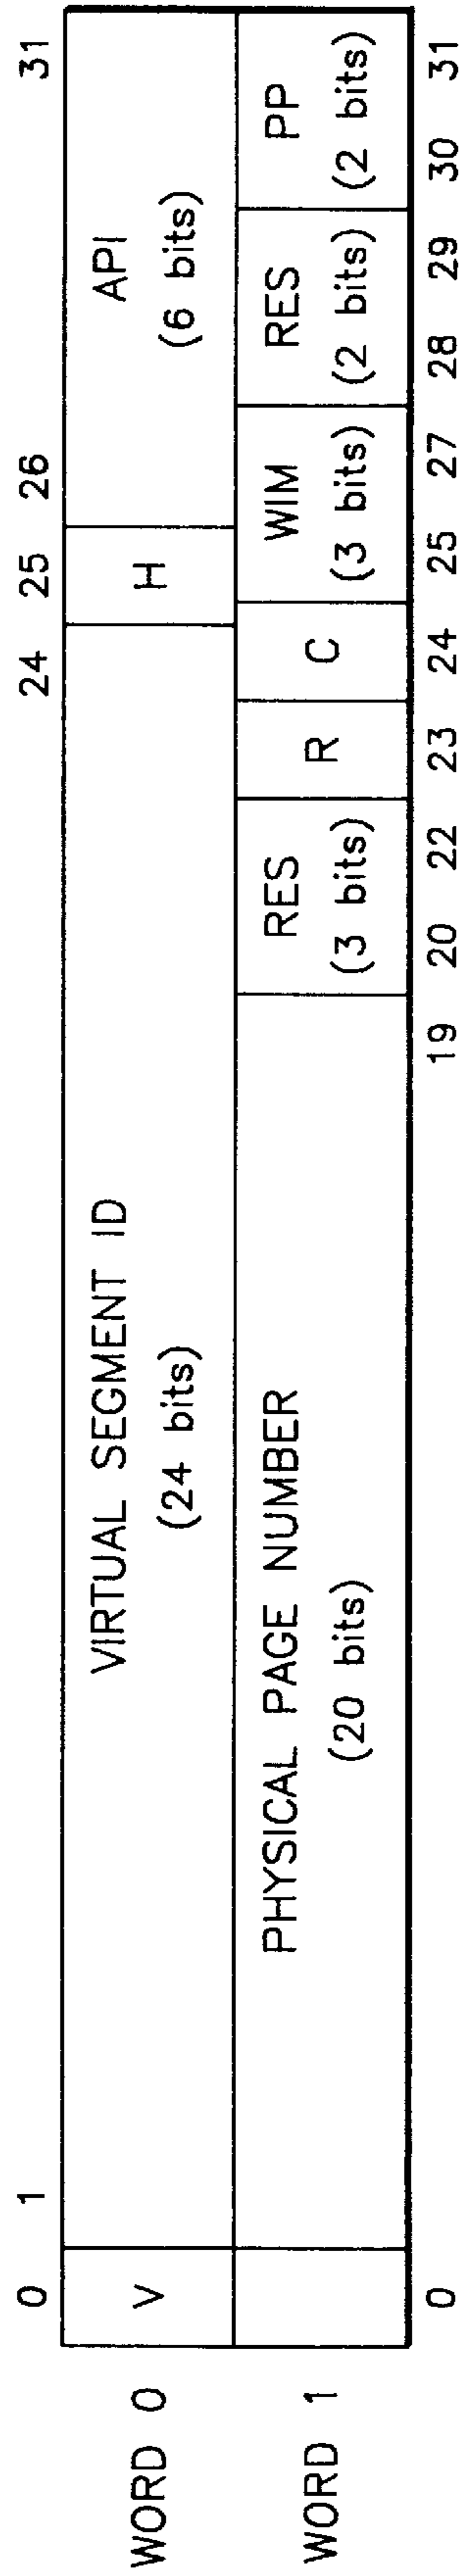 0 1 24 25 26 31
WORD 0 V VIRTUAL SEGMENT ID H API
(24 bits) (6 bits)
WORD 1 PHYSICAL PAGE NUMBER RES R C WIM RES PP
(20 bits) (3 bits) (3 bits) (2 bits) (2 bits)
0 19 20 22 23 24 25 27 28 29 30 31